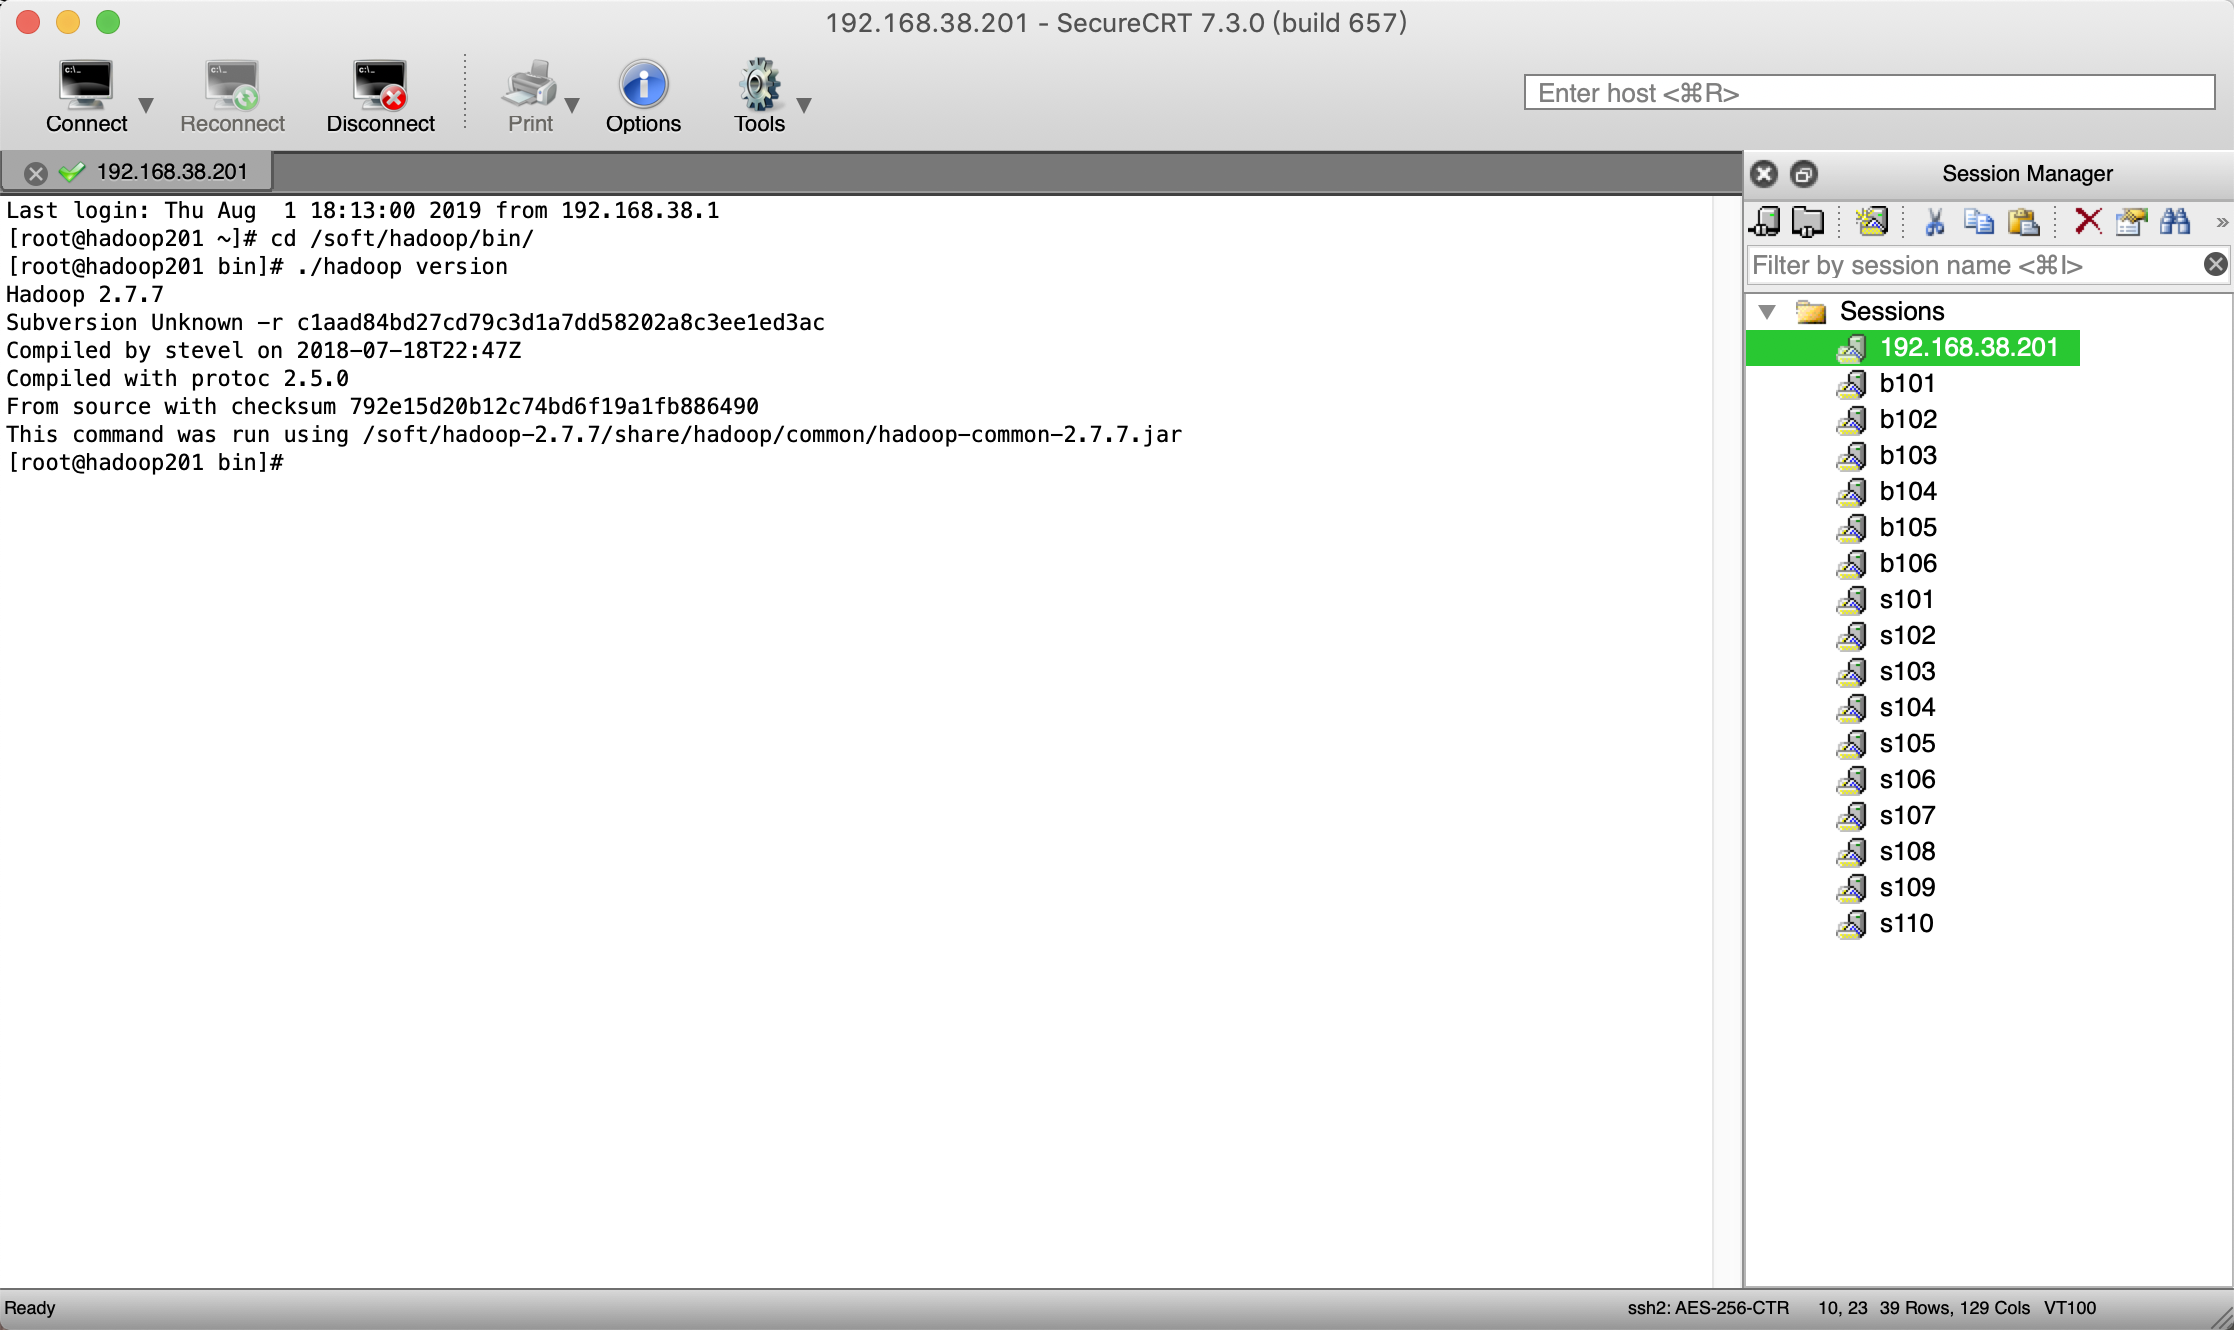 192.168.38.201 - SecureCRT 7.3.0 (build 657)
Connect
Reconnect
Disconnect
Print
Options
Tools
Enter host <⌘R>
192.168.38.201
Last login: Thu Aug  1 18:13:00 2019 from 192.168.38.1
[root@hadoop201 ~]# cd /soft/hadoop/bin/
[root@hadoop201 bin]# ./hadoop version
Hadoop 2.7.7
Subversion Unknown -r c1aad84bd27cd79c3d1a7dd58202a8c3ee1ed3ac
Compiled by stevel on 2018-07-18T22:47Z
Compiled with protoc 2.5.0
From source with checksum 792e15d20b12c74bd6f19a1fb886490
This command was run using /soft/hadoop-2.7.7/share/hadoop/common/hadoop-common-2.7.7.jar
[root@hadoop201 bin]#
Session Manager
Filter by session name <⌘I>
Sessions
192.168.38.201
b101
b102
b103
b104
b105
b106
s101
s102
s103
s104
s105
s106
s107
s108
s109
s110
Ready
ssh2: AES-256-CTR 10, 23 39 Rows, 129 Cols VT100